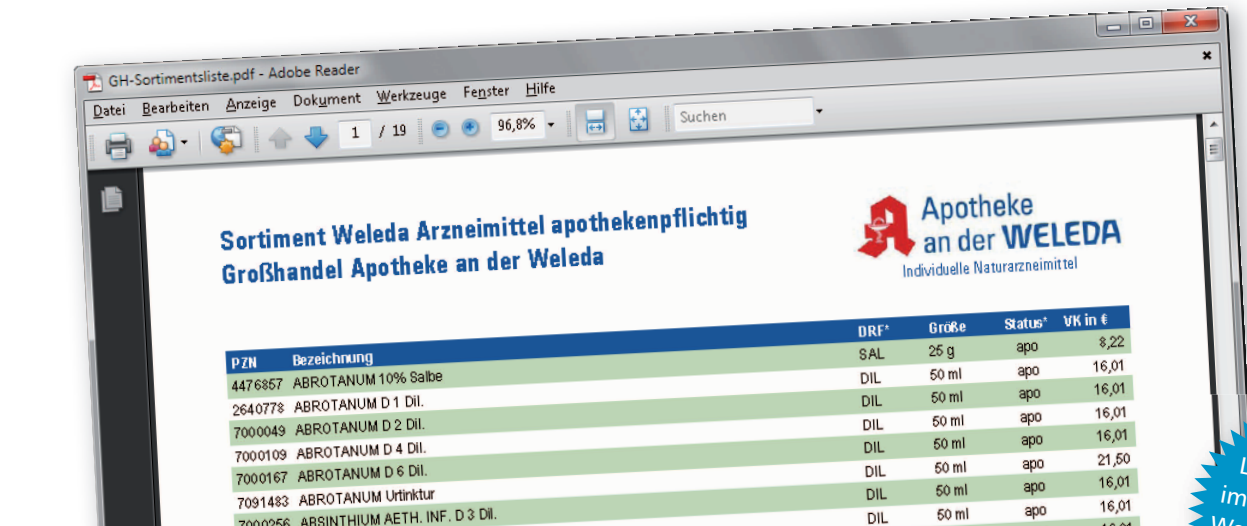 GH-Sortimentsliste.pdf - Adobe Reader
Datei Bearbeiten Anzeige Dokument Werkzeuge Fenster Hilfe
1 / 19 96,8% Suchen
Sortiment Weleda Arzneimittel apothekenpflichtig
Großhandel Apotheke an der Weleda
Apotheke
an der WELEDA
Individuelle Naturarzneimittel
PZN Bezeichnung DRF* Größe Status* VK in €
4476857 ABROTANUM 10% Salbe SAL 25 g apo 8,22
2640778 ABROTANUM D 1 Dil. DIL 50 ml apo 16,01
7000049 ABROTANUM D 2 Dil. DIL 50 ml apo 16,01
7000109 ABROTANUM D 4 Dil. DIL 50 ml apo 16,01
7000167 ABROTANUM D 6 Dil. DIL 50 ml apo 16,01
7091483 ABROTANUM Urtinktur DIL 50 ml apo 21,50
7000256 ABSINTHIUM AETH. INF. D 3 Dil. DIL 50 ml apo 16,01
DIL 50 ml apo 16,01
im